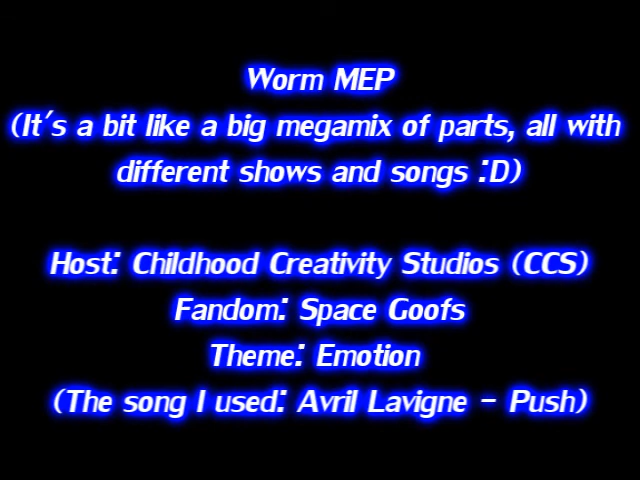 Worm MEP
(It's a bit like a big megamix of parts, all with
different shows and songs :D)
Host: Childhood Creativity Studios (CCS)
Fandom: Space Goofs
Theme: Emotion
(The song I used: Avril Lavigne - Push)